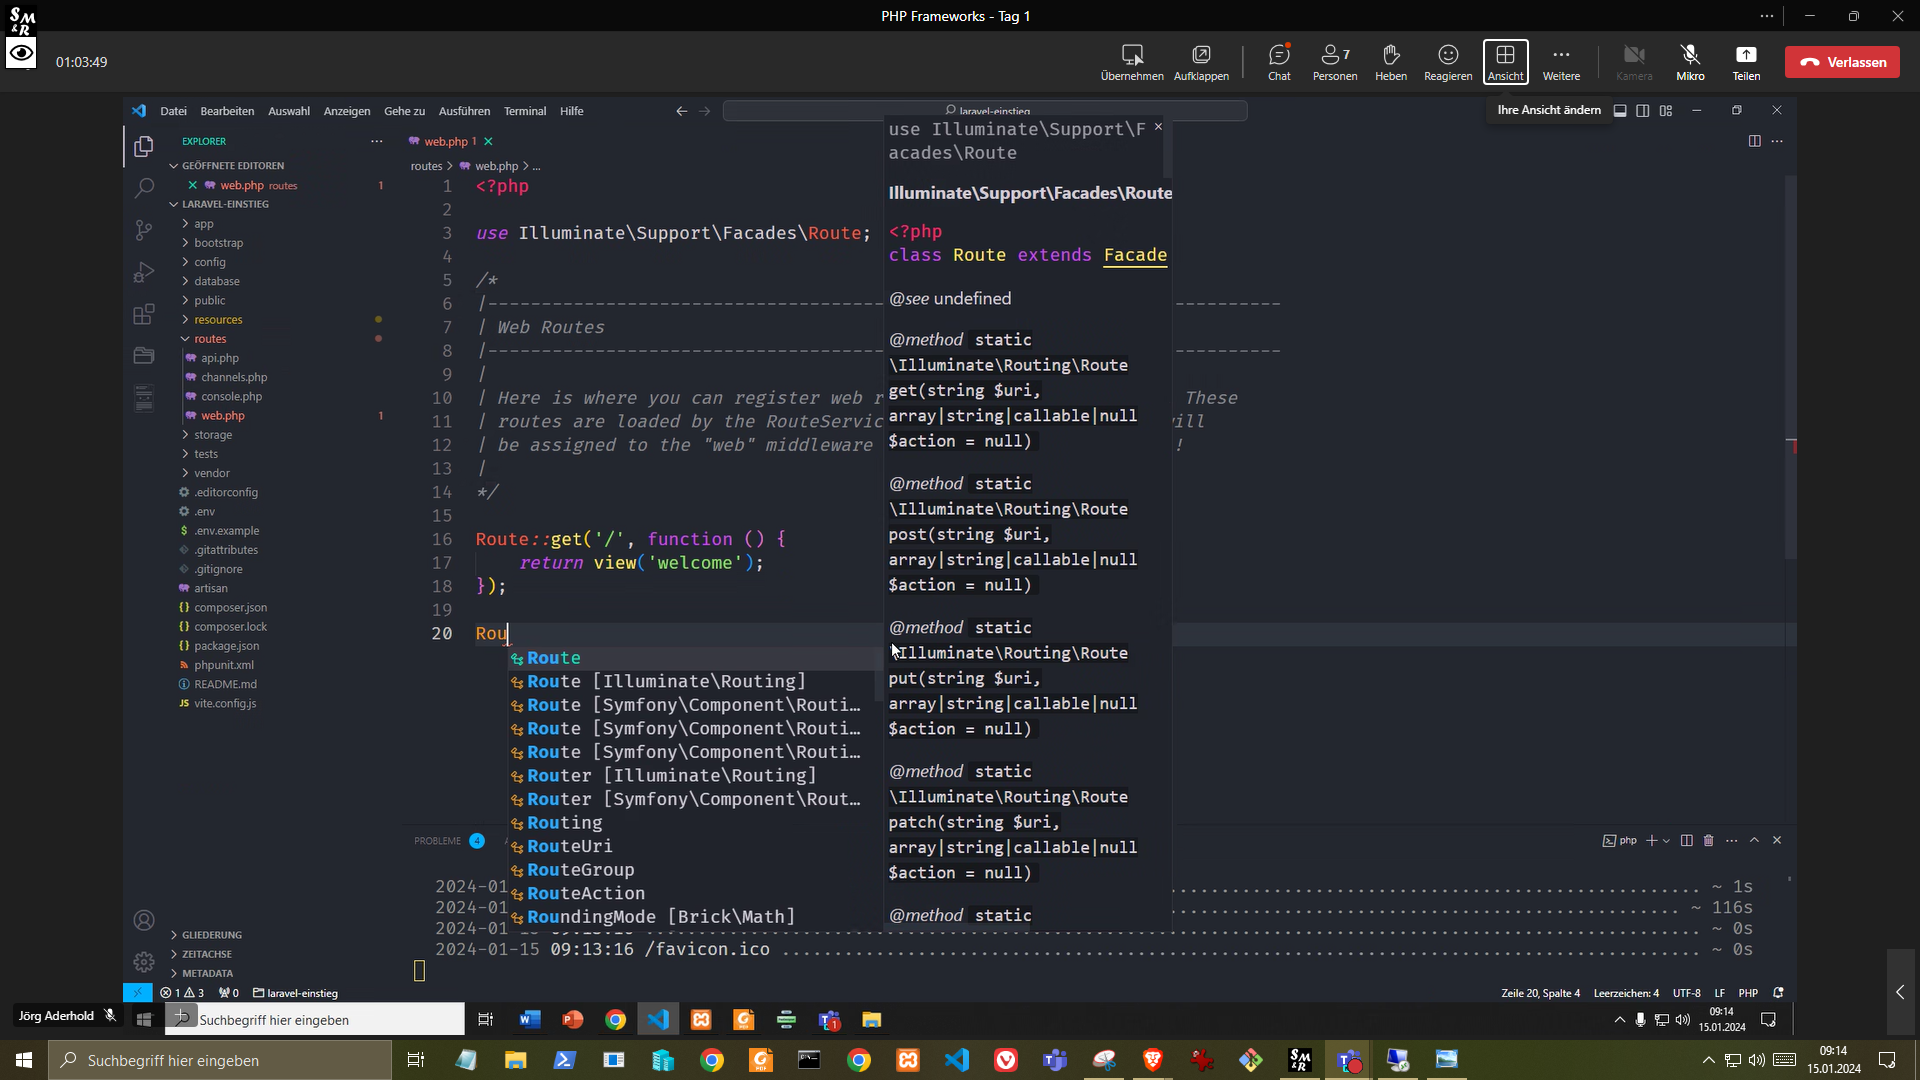 SM&R
PHP Frameworks - Tag 1
01:03:49
Übernehmen
Aufklappen
Chat
7
Personen
Heben
Reagieren
Ansicht
Weitere
Kamera
Mikro
Teilen
Verlassen
Ihre Ansicht ändern
Datei Bearbeiten Auswahl Anzeigen Gehe zu Ausführen Terminal Hilfe
laravel-einstieg
EXPLORER
GEÖFFNETE EDITOREN
web.php routes 1
LARAVEL-EINSTIEG
app
bootstrap
config
database
public
resources
routes
api.php
channels.php
console.php
web.php 1
storage
tests
vendor
.editorconfig
.env
.env.example
.gitattributes
.gitignore
artisan
composer.json
composer.lock
package.json
phpunit.xml
README.md
vite.config.js
GLIEDERUNG
ZEITACHSE
METADATA
web.php 1
routes > web.php > ...
1 <?php
2
3 use Illuminate\Support\Facades\Route;
4
5 /*
6 |--------------------------------------------------------------------------
7 | Web Routes
8 |--------------------------------------------------------------------------
9 |
10 | Here is where you can register web r These
11 | routes are loaded by the RouteServic will
12 | be assigned to the "web" middleware !
13 |
14 */
15
16 Route::get('/', function () {
17 return view('welcome');
18 });
19
20 Rou
Route
Route [Illuminate\Routing]
Route [Symfony\Component\Routi...
Route [Symfony\Component\Routi...
Route [Symfony\Component\Routi...
Router [Illuminate\Routing]
Router [Symfony\Component\Rout...
Routing
RouteUri
RouteGroup
RouteAction
RoundingMode [Brick\Math]
use Illuminate\Support\F
acades\Route
Illuminate\Support\Facades\Route
<?php
class Route extends Facade
@see undefined
@method static
\Illuminate\Routing\Route
get(string $uri,
array|string|callable|null
$action = null)
@method static
\Illuminate\Routing\Route
post(string $uri,
array|string|callable|null
$action = null)
@method static
\Illuminate\Routing\Route
put(string $uri,
array|string|callable|null
$action = null)
@method static
\Illuminate\Routing\Route
patch(string $uri,
array|string|callable|null
$action = null)
@method static
PROBLEME 4
php
2024-01 ~ 1s
2024-01 ~ 116s
2024-01 ~ 0s
2024-01-15 09:13:16 /favicon.ico ~ 0s
1 3 0 laravel-einstieg
Zeile 20, Spalte 4 Leerzeichen: 4 UTF-8 LF PHP
Jörg Aderhold
Suchbegriff hier eingeben
09:14
15.01.2024
Suchbegriff hier eingeben
09:14
15.01.2024